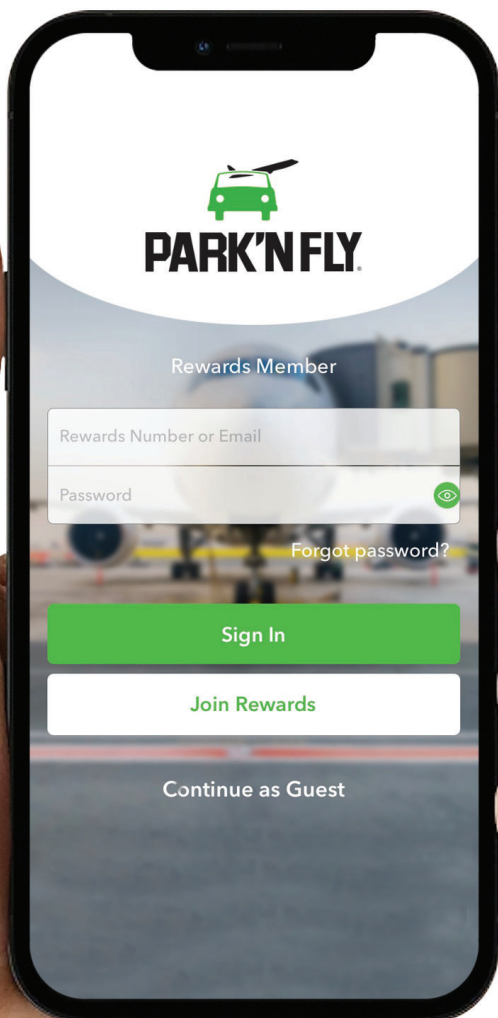 PARK'N FLY
Rewards Member
Rewards Number or Email
Password
Forgot password?
Sign In
Join Rewards
Continue as Guest